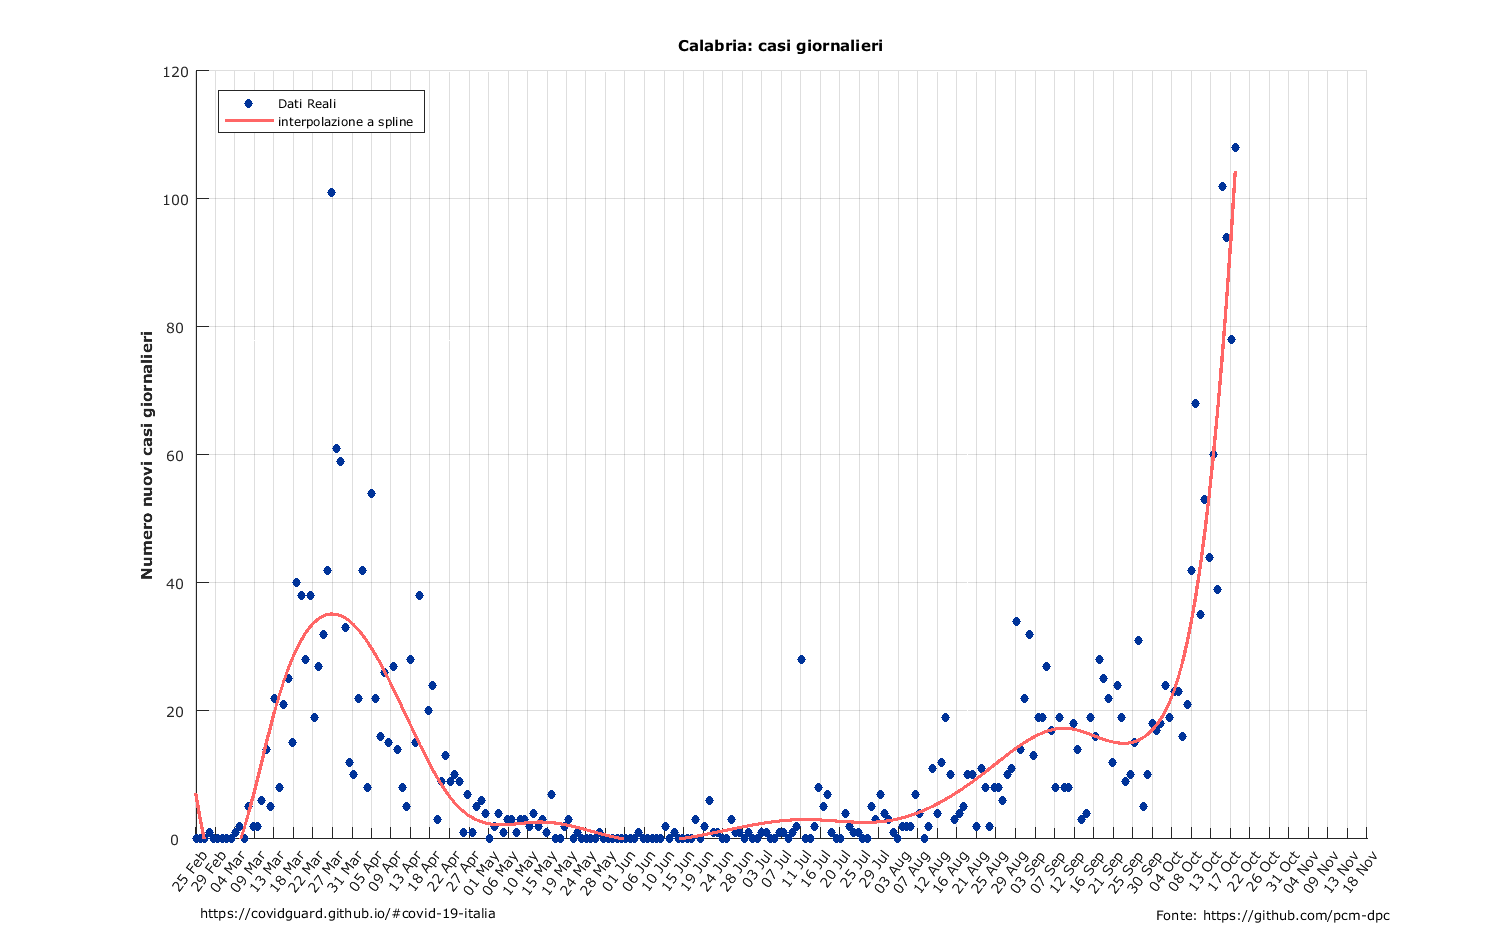 Calabria: casi giornalieri
Dati Reali
interpolazione a spline
Numero nuovi casi giornalieri
120
100
80
60
40
20
0
25 Feb
29 Feb
04 Mar
09 Mar
13 Mar
18 Mar
22 Mar
27 Mar
31 Mar
05 Apr
09 Apr
13 Apr
18 Apr
22 Apr
27 Apr
01 May
06 May
10 May
15 May
19 May
24 May
28 May
01 Jun
06 Jun
10 Jun
15 Jun
19 Jun
24 Jun
28 Jun
03 Jul
07 Jul
11 Jul
16 Jul
20 Jul
25 Jul
29 Jul
03 Aug
07 Aug
12 Aug
16 Aug
21 Aug
25 Aug
29 Aug
03 Sep
07 Sep
12 Sep
16 Sep
21 Sep
25 Sep
30 Sep
04 Oct
08 Oct
13 Oct
17 Oct
22 Oct
26 Oct
31 Oct
04 Nov
09 Nov
13 Nov
18 Nov
https://covidguard.github.io/#covid-19-italia
Fonte: https://github.com/pcm-dpc